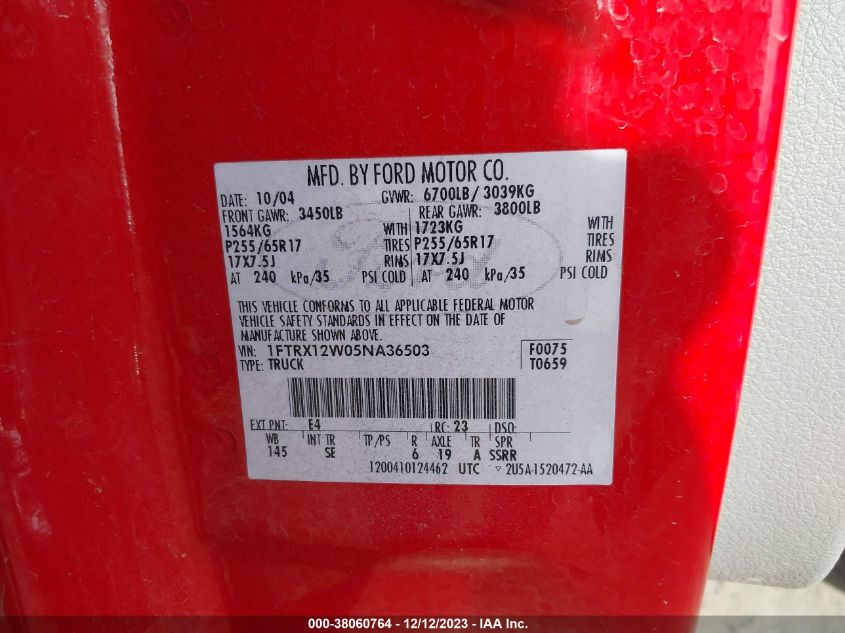 MFD. BY FORD MOTOR CO.
DATE: 10/04 GVWR: 6700LB/ 3039KG
FRONT GAWR: 3450LB REAR GAWR: 3800LB
1564KG WITH 1723KG WITH
P255/65R17 TIRES P255/65R17 TIRES
17X7.5J RIMS 17X7.5J RIMS
AT 240 kPa/35 PSI COLD AT 240 kPa/35 PSI COLD
THIS VEHICLE CONFORMS TO ALL APPLICABLE FEDERAL MOTOR
VEHICLE SAFETY STANDARDS IN EFFECT ON THE DATE OF
MANUFACTURE SHOWN ABOVE.
VIN: 1FTRX12W05NA36503 F0075
TYPE: TRUCK T0659
EXT PNT: E4 RC: 23 DSO:
WB INT TR TP/PS R AXLE TR SPR
145 SE 6 19 A SSRR
1200410124462 UTC ▽ 2U5A-1520472-AA
000-38060764 - 12/12/2023 - IAA Inc.